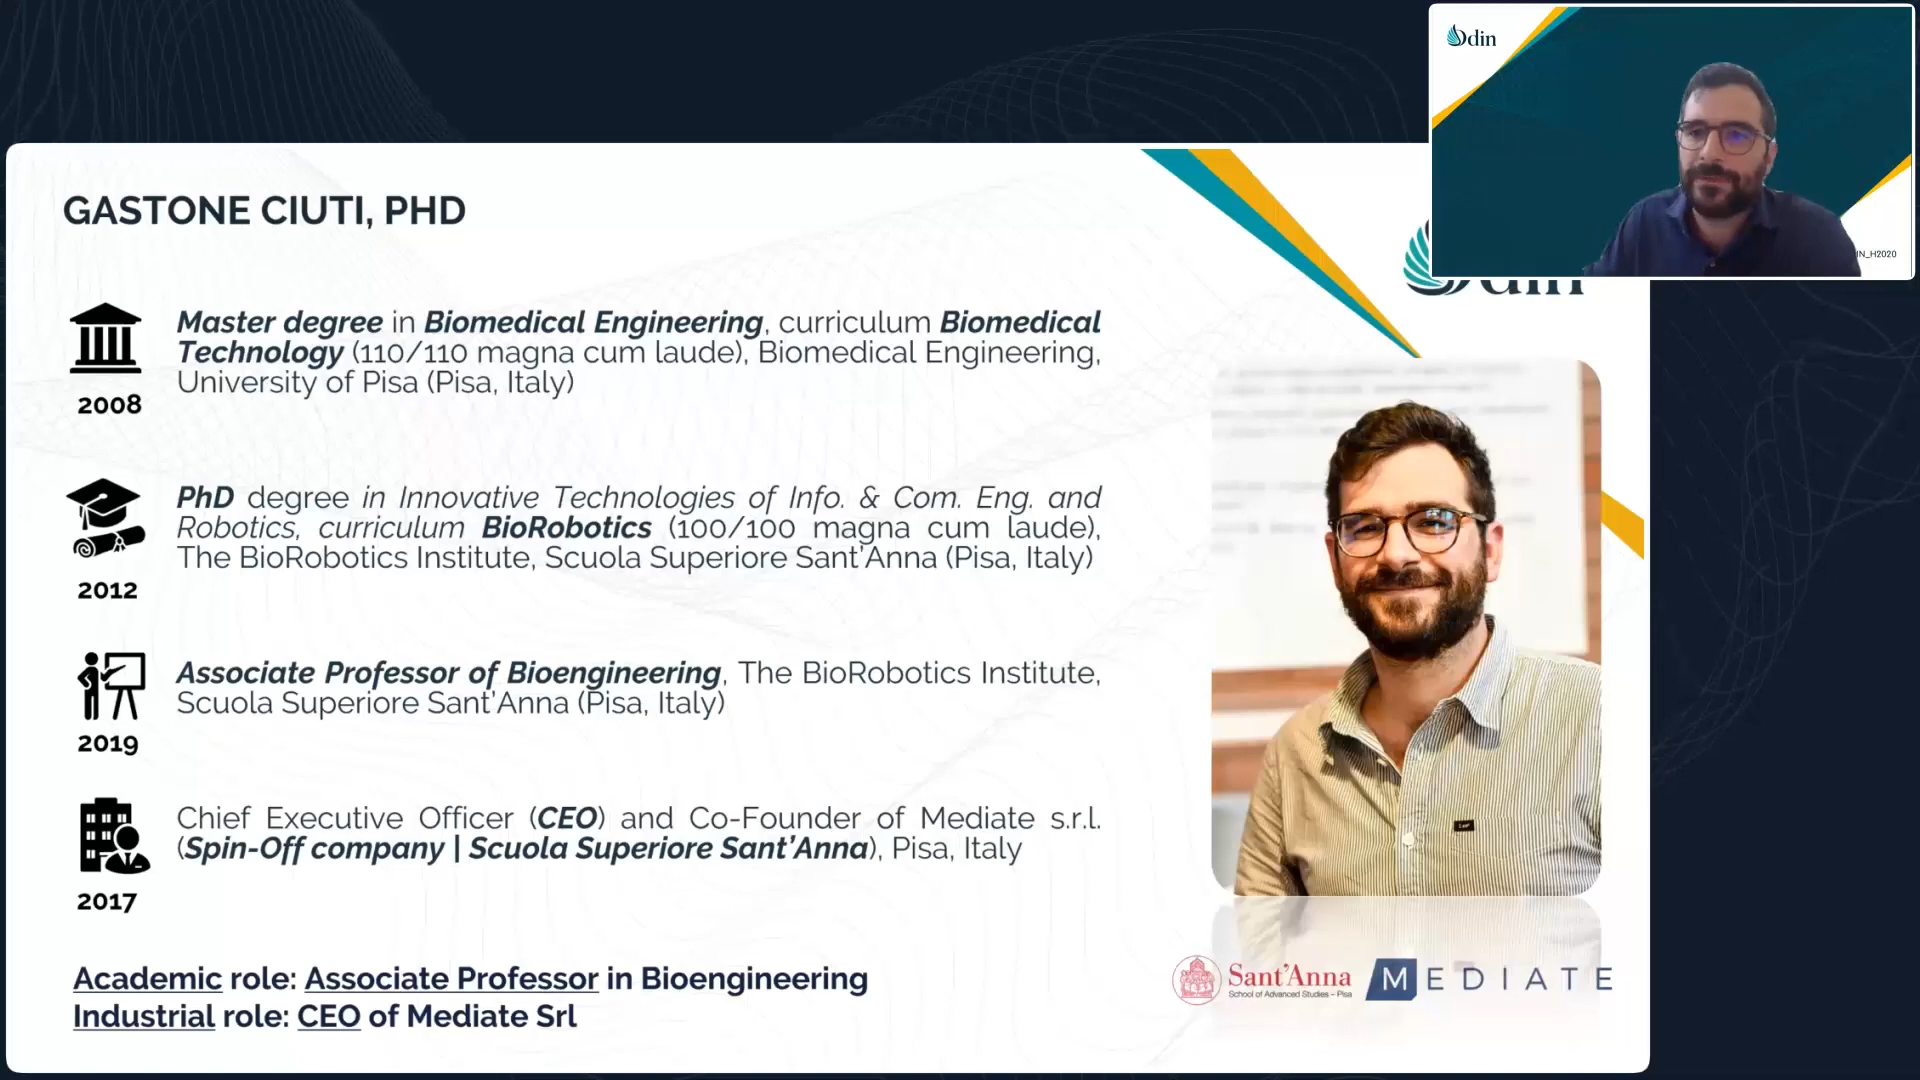 Odin
IN_H2020
GASTONE CIUTI, PHD
Master degree in Biomedical Engineering, curriculum Biomedical
Technology (110/110 magna cum laude), Biomedical Engineering,
University of Pisa (Pisa, Italy)
2008
PhD degree in Innovative Technologies of Info. & Com. Eng. and
Robotics, curriculum BioRobotics (100/100 magna cum laude),
The BioRobotics Institute, Scuola Superiore Sant'Anna (Pisa, Italy)
2012
Associate Professor of Bioengineering, The BioRobotics Institute,
Scuola Superiore Sant'Anna (Pisa, Italy)
2019
Chief Executive Officer (CEO) and Co-Founder of Mediate s.r.l.
(Spin-Off company | Scuola Superiore Sant'Anna), Pisa, Italy
2017
Academic role: Associate Professor in Bioengineering
Industrial role: CEO of Mediate Srl
Sant'Anna
School of Advanced Studies – Pisa
MEDIATE